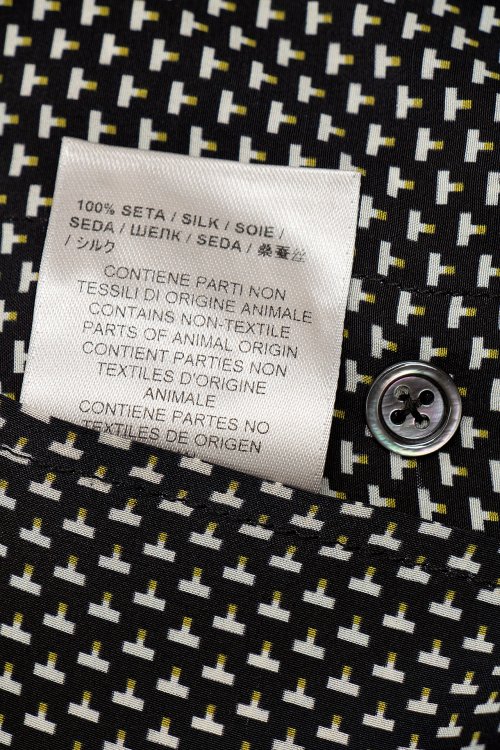 100% SETA / SILK / SOIE /
SEDA / ШЕЛК / SEDA / 桑蚕丝
/ シルク
CONTIENE PARTI NON
TESSILI DI ORIGINE ANIMALE
CONTAINS NON-TEXTILE
PARTS OF ANIMAL ORIGIN
CONTIENT PARTIES NON
TEXTILES D'ORIGINE
ANIMALE
CONTIENE PARTES NO
TEXTILES DE ORIGEN